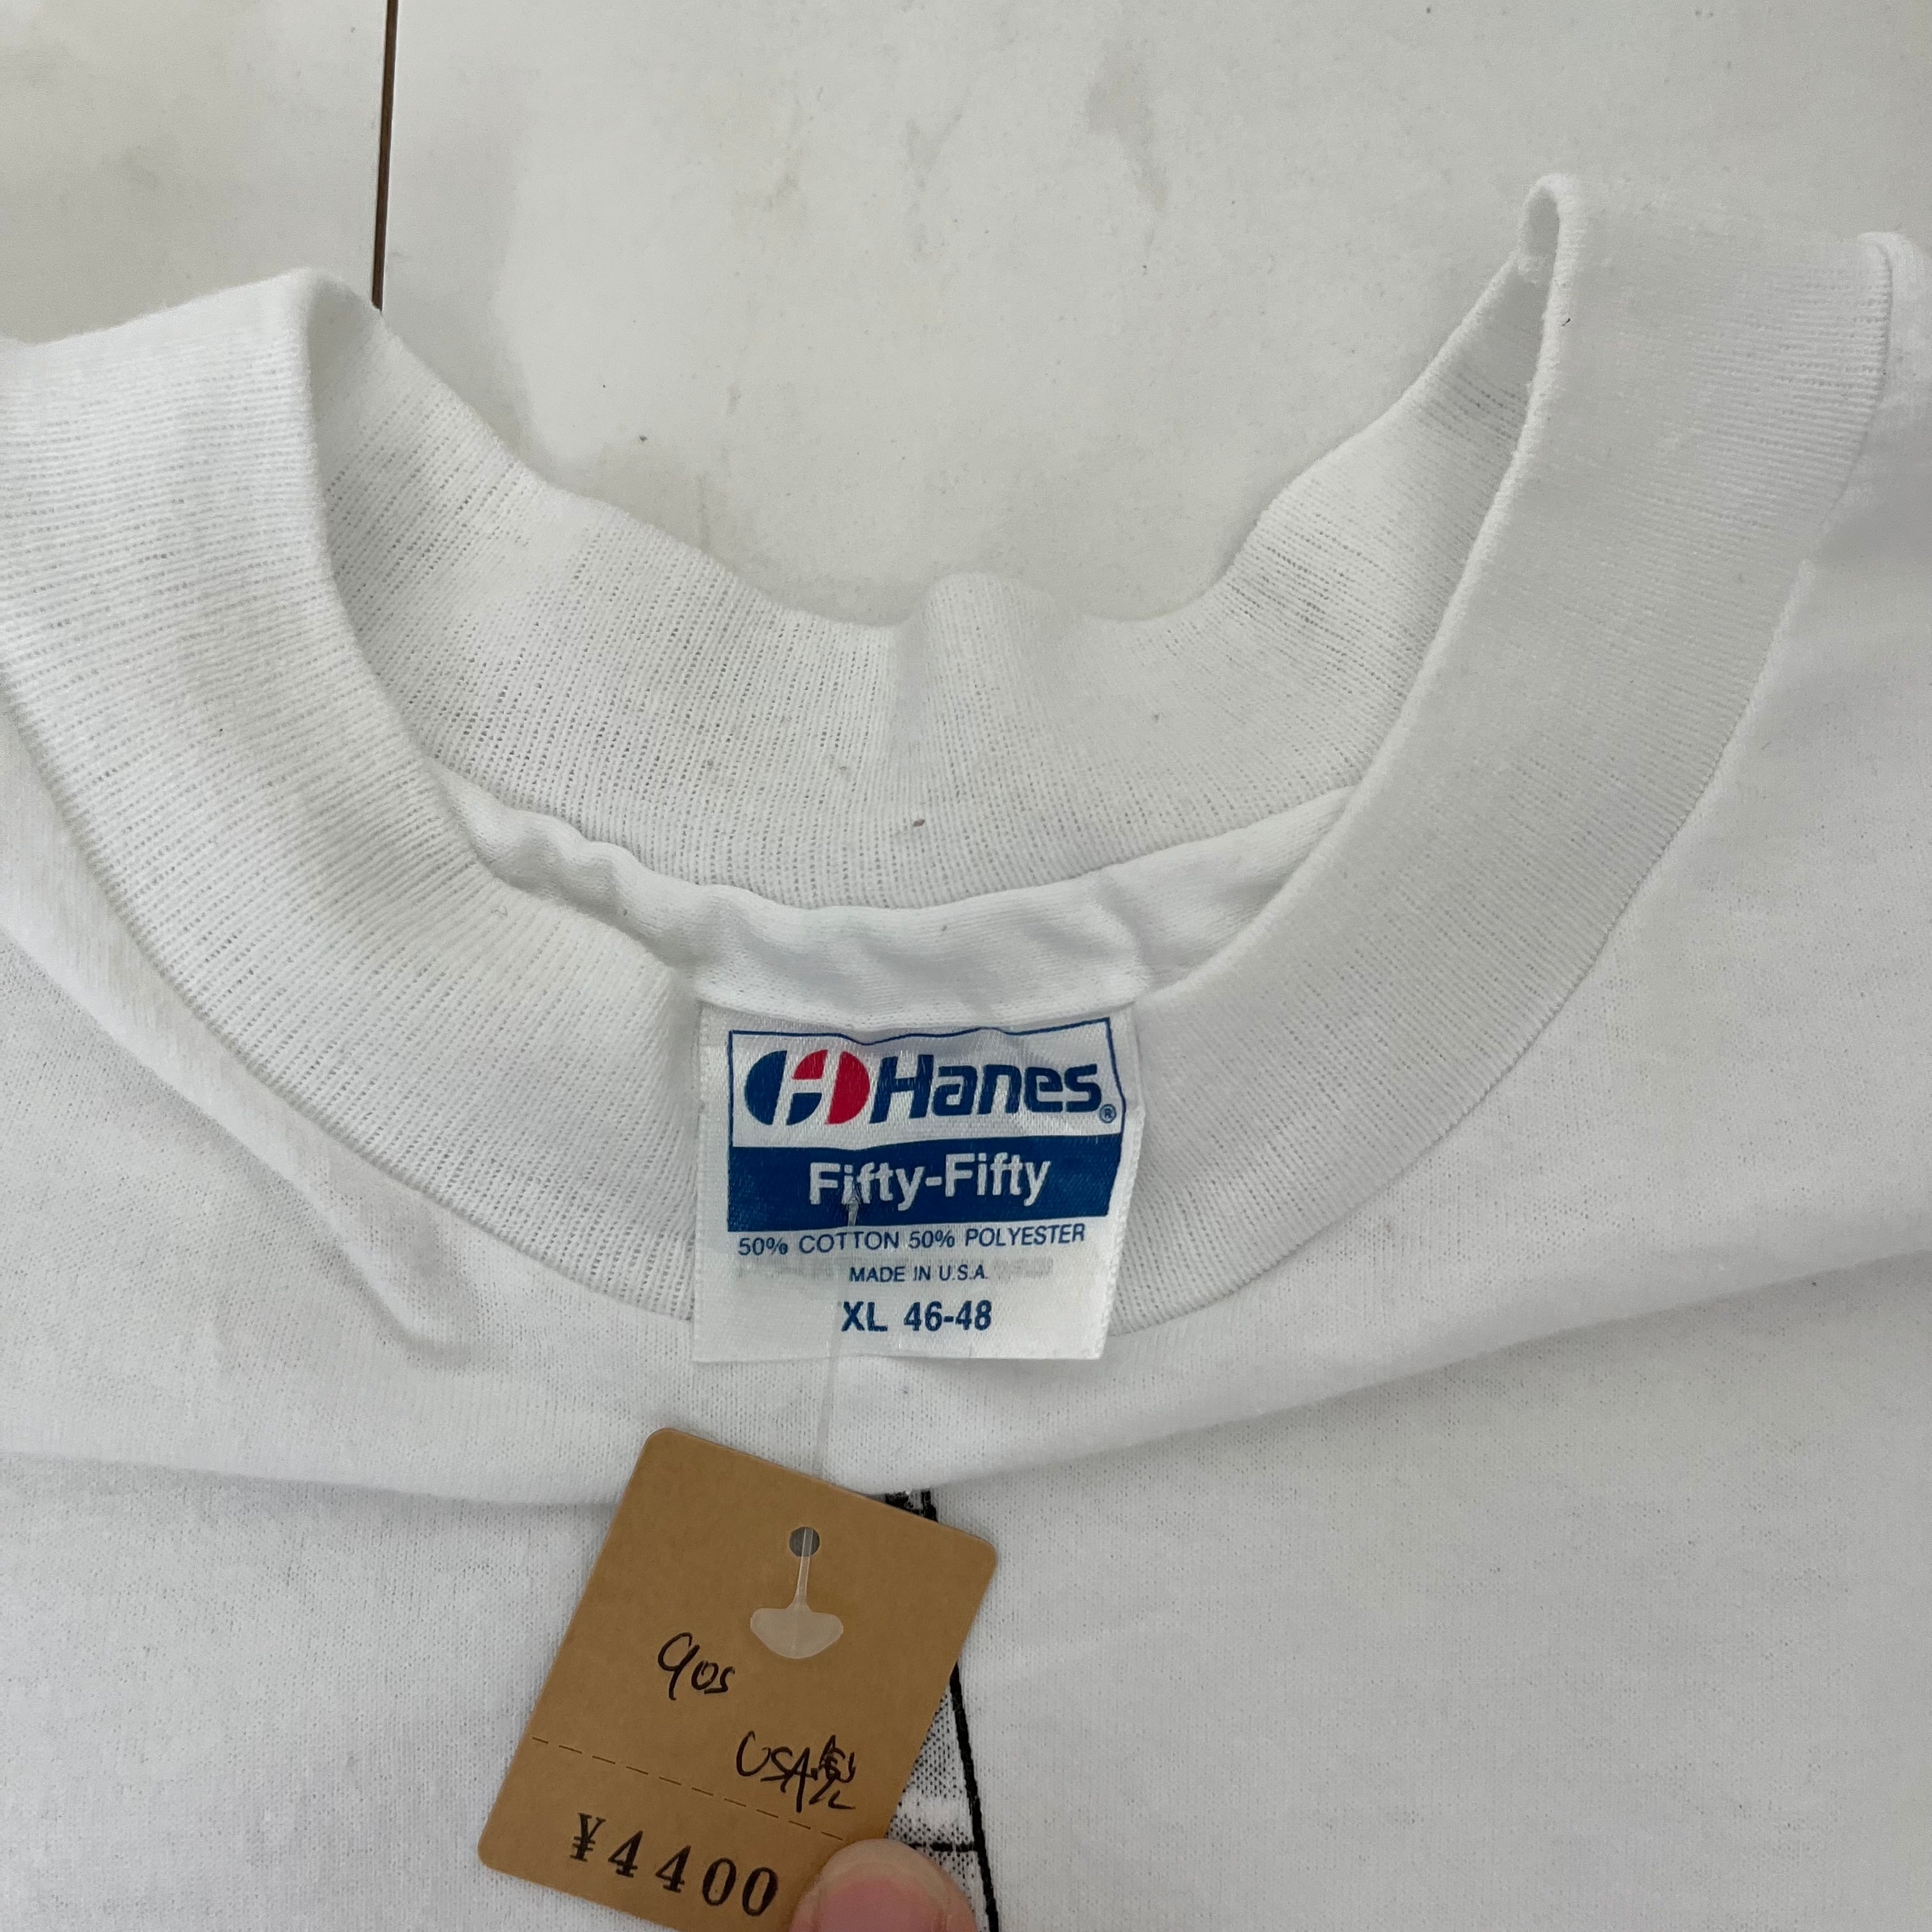 Hanes®
Fifty-Fifty
50% COTTON 50% POLYESTER
MADE IN U.S.A.
XL 46-48
90s
USA製
¥4400